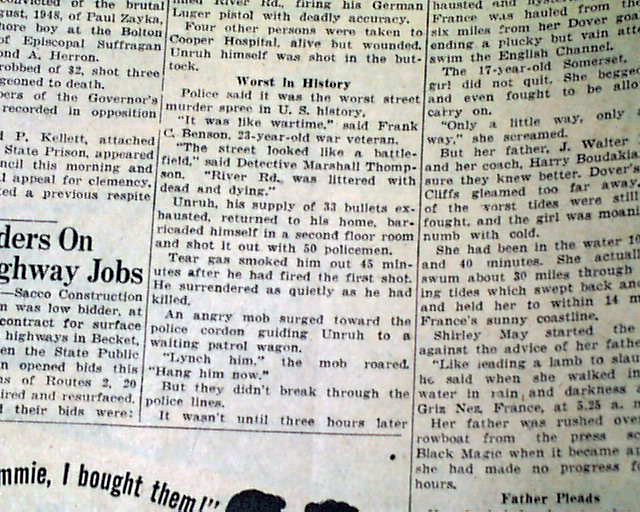 of the brutal
ugust, 1948, of Paul Zayka,
hore boy at the Bolton
of Episcopal Suffragan
ond A. Herron.
robbed of $2, shot three
geoned to death.
bers of the Governor's
recorded in opposition
P. Kellett, attached
State Prison, appeared
ncil this morning and
l appeal for clemency.
ted a previous respite
ders On
ghway Jobs
—Sacco Construction
n was low bidder, at
contract for surface
highways in Becket,
en the State Public
n opened bids this
ns of Routes 2, 20
ired and resurfaced.
their bids were:
River Rd., firing his German
Luger pistol with deadly accuracy.
Four other persons were taken to
Cooper Hospital, alive but wounded.
Unruh himself was shot in the but-
tock.
Worst In History
Police said it was the worst street
murder spree in U. S. history.
"It was like wartime," said Frank
C. Benson, 23-year-old war veteran.
"The street looked like a battle-
field," said Detective Marshall Thomp-
son. "River Rd. was littered with
dead and dying."
Unruh, his supply of 33 bullets ex-
hausted, returned to his home, bar-
ricaded himself in a second floor room
and shot it out with 50 policemen.
Tear gas smoked him out 45 min-
utes after he had fired the first shot.
He surrendered as quietly as he had
killed.
An angry mob surged toward the
police cordon guiding Unruh to a
waiting patrol wagon.
"Lynch him," the mob roared.
"Hang him now."
But they didn't break through the
police lines.
It wasn't until three hours later
hausted and
France was hauled from the
six miles from her Dover goa
ending a plucky but vain atte
swim the English Channel.
The 17-year-old Somerset,
girl did not quit. She begge
and even fought to be allo
carry on.
"Only a little way, only
way," she screamed.
But her father, J. Walter
and her coach, Harry Boudakia
sure they knew better. Dover's
Cliffs gleamed too far away.
of the worst tides were still
fought, and the girl was moan
numb with cold.
She had been in the water 10
and 40 minutes. She actuall
swum about 30 miles through
ing tides which swept back an
and held her to within 14 m
France's sunny coastline.
Shirley May started the
against the advice of her fathe
"Like leading a lamb to slau
he said when she walked in
water in rain and darkness
Griz Nez, France, at 5.25 a. m
Her father was rushed ove
rowboat from the press sc
Black Magic when it became a
she had made no progress f
hours.
Father Pleads
mmie, I bought them!"